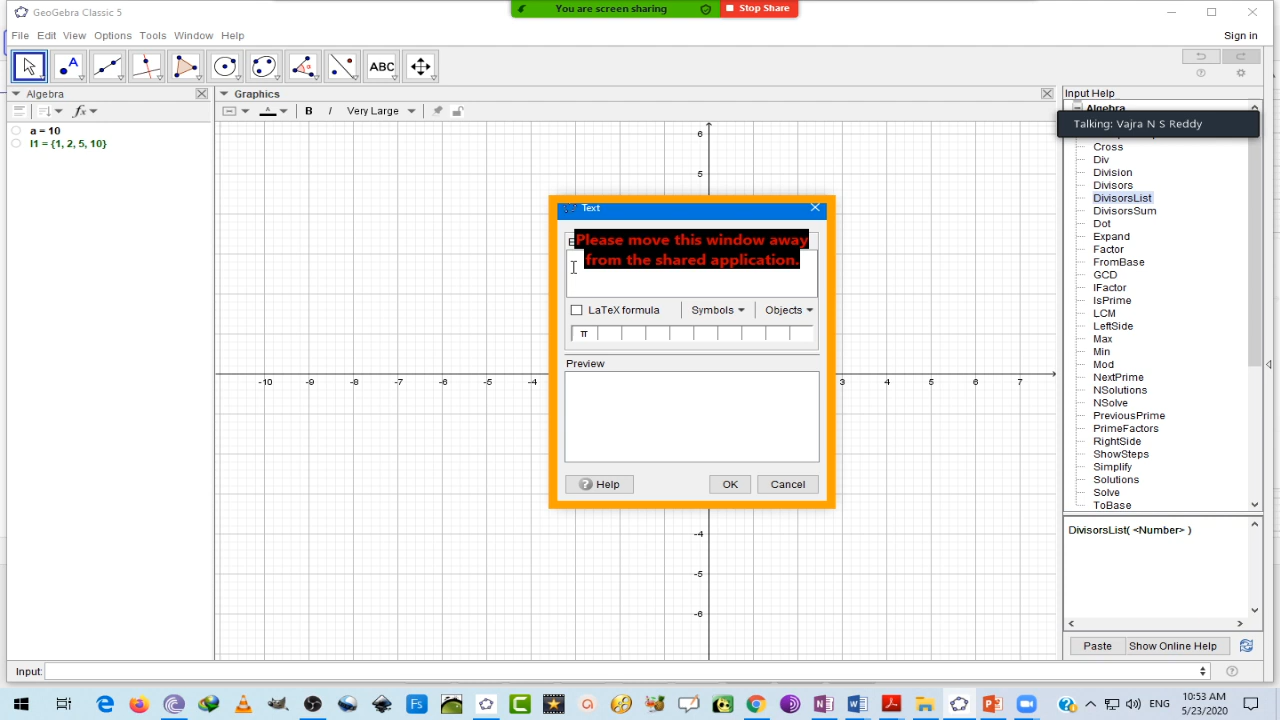 GeoGebra Classic 5
You are screen sharing
Stop Share
File Edit View Options Tools Window Help
Sign in
A
ABC
Algebra
Graphics
Input Help
fx
A
B I Very Large
Algebra
Talking: Vajra N S Reddy
a = 10
l1 = {1, 2, 5, 10}
Cross
Div
Division
Divisors
DivisorsList
DivisorsSum
Dot
Expand
Factor
FromBase
GCD
IFactor
IsPrime
LCM
LeftSide
Max
Min
Mod
NextPrime
NSolutions
NSolve
PreviousPrime
PrimeFactors
RightSide
ShowSteps
Simplify
Solutions
Solve
ToBase
6
5
-10 -9 -8 -7 -6 -5 -4 3 4 5 6 7
-4
-5
-6
Text
Please move this window away
from the shared application.
LaTeX formula Symbols Objects
π
Preview
Help OK Cancel
DivisorsList( <Number> )
Paste Show Online Help
Input:
Fs
ENG
10:53 AM
5/23/2020